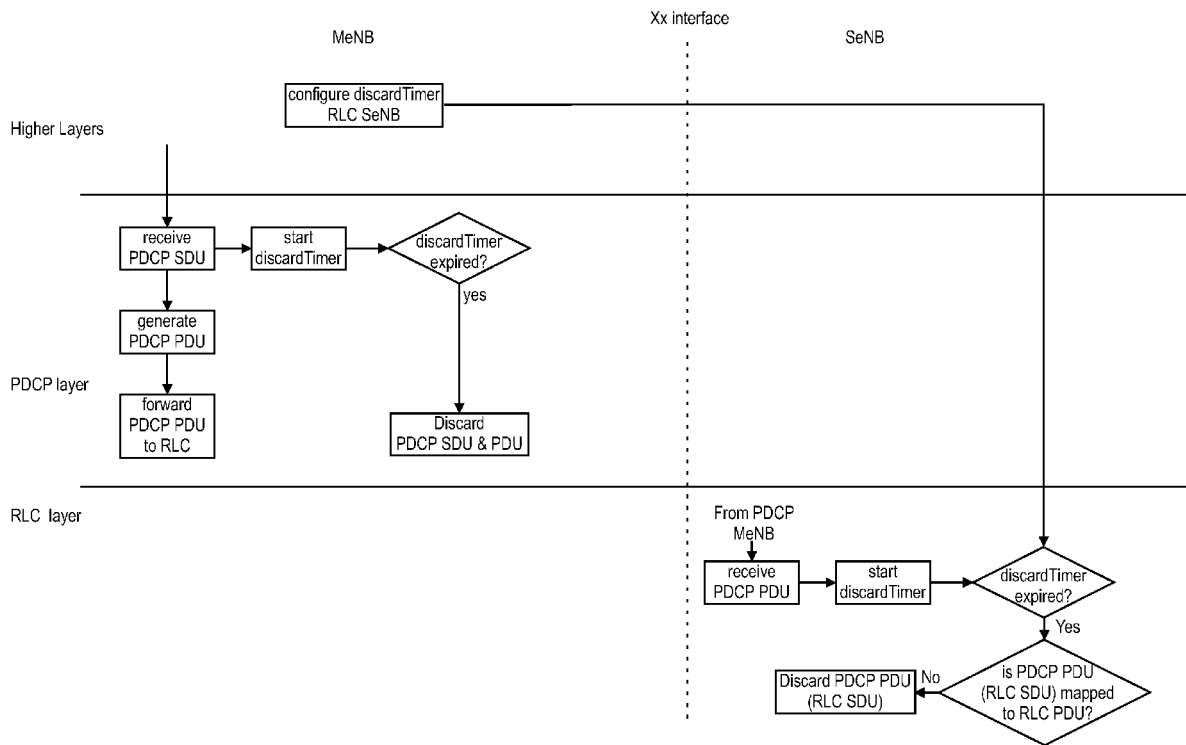 Xx interface
MeNB
SeNB
configure discardTimer
RLC SeNB
Higher Layers
receive
PDCP SDU
start
discardTimer
discardTimer
expired?
yes
generate
PDCP PDU
PDCP layer
forward
PDCP PDU
to RLC
Discard
PDCP SDU & PDU
RLC layer
From PDCP
MeNB
receive
PDCP PDU
start
discardTimer
discardTimer
expired?
Yes
is PDCP PDU
(RLC SDU) mapped
to RLC PDU?
No
Discard PDCP PDU
(RLC SDU)